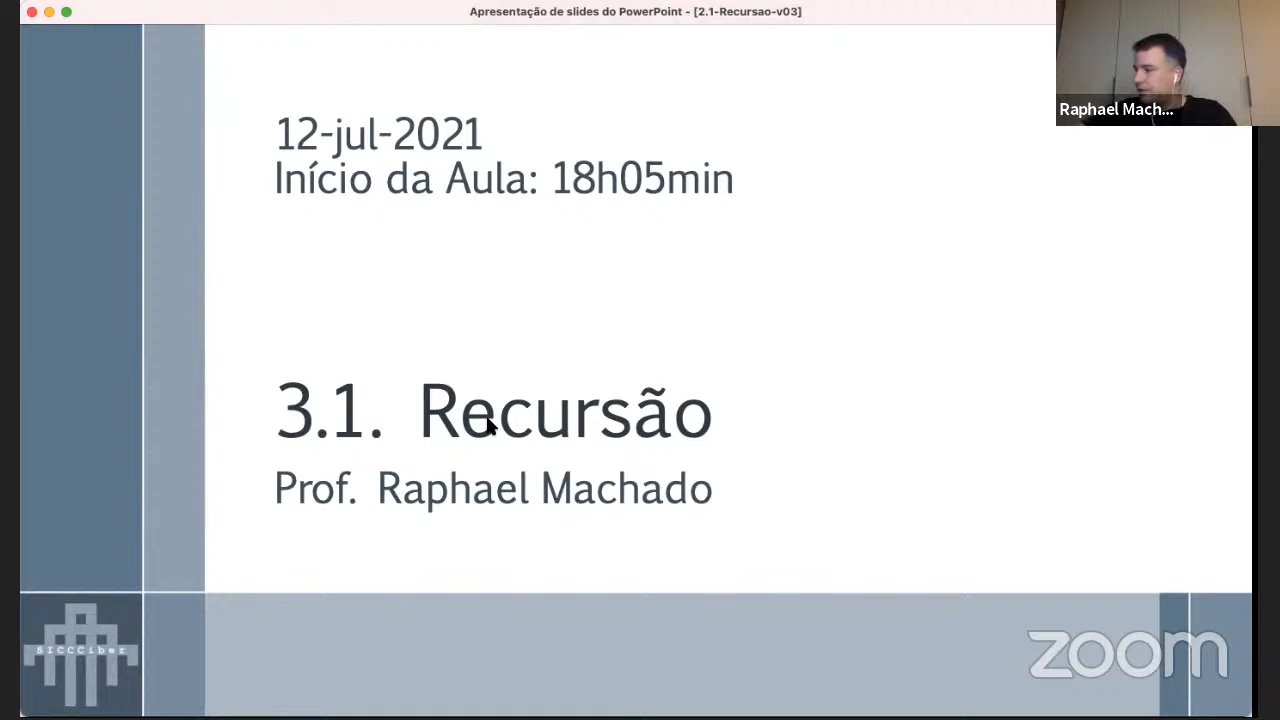 Apresentação de slides do PowerPoint - [2.1-Recursao-v03]
Raphael Mach...
12-jul-2021
Início da Aula: 18h05min
3.1. Recursão
Prof. Raphael Machado
SICCCiber
zoom